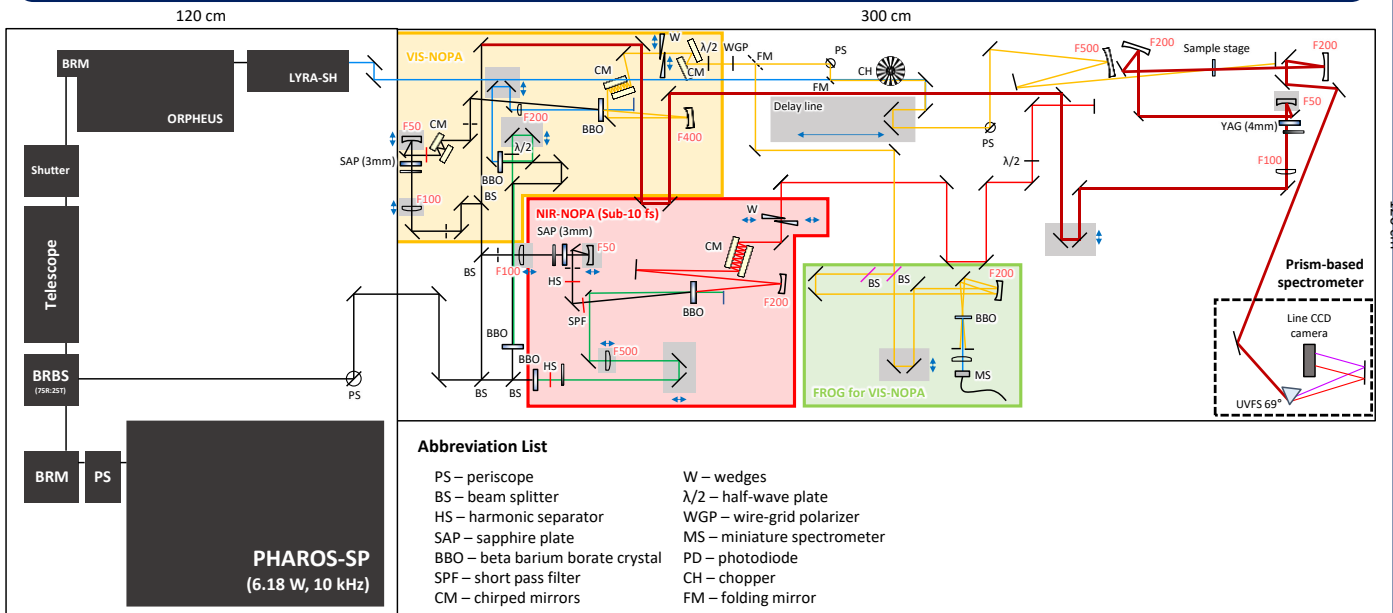 120 cm
300 cm
BRM
ORPHEUS
LYRA-SH
Shutter
Telescope
BRBS
(75R:25T)
BRM
PS
PHAROS-SP
(6.18 W, 10 kHz)
PS
VIS-NOPA
W
λ/2
WGP
FM
PS
CH
CM
CM
FM
F500
F200
Sample stage
F200
F50
CM
F200
BBO
F400
Delay line
PS
F50
YAG (4mm)
SAP (3mm)
λ/2
BBO
BS
λ/2
F100
F100
BS
NIR-NOPA (Sub-10 fs)
W
SAP (3mm)
F50
CM
BS
F100
HS
F200
SPF
BBO
BS
BS
F200
BBO
BBO
BBO
HS
F500
BS
BS
MS
FROG for VIS-NOPA
Prism-based
spectrometer
Line CCD
camera
UVFS 69°
Abbreviation List
PS – periscope
BS – beam splitter
HS – harmonic separator
SAP – sapphire plate
BBO – beta barium borate crystal
SPF – short pass filter
CM – chirped mirrors
W – wedges
λ/2 – half-wave plate
WGP – wire-grid polarizer
MS – miniature spectrometer
PD – photodiode
CH – chopper
FM – folding mirror